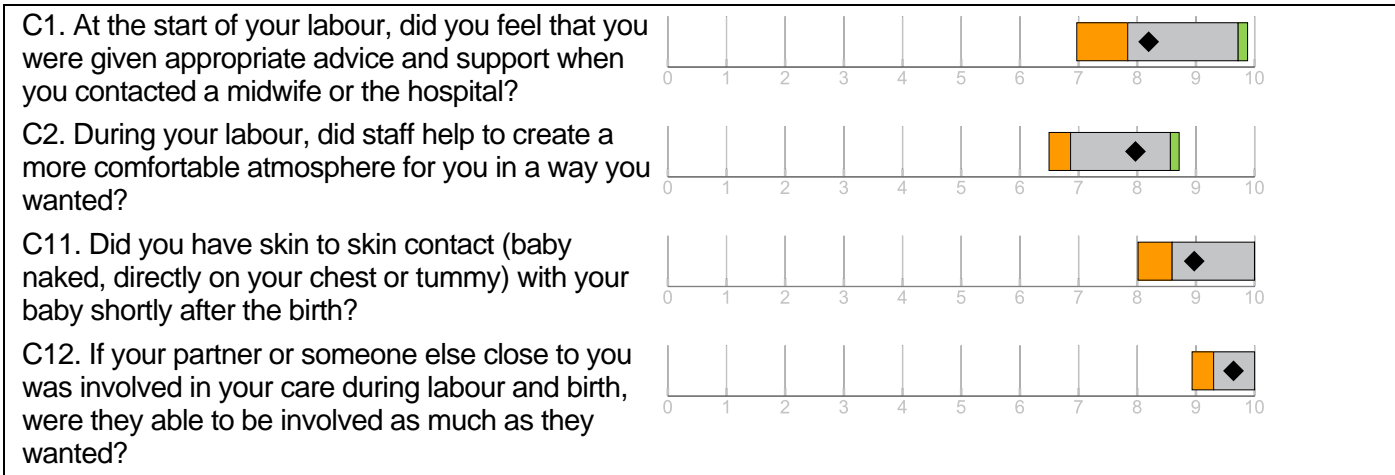 C1. At the start of your labour, did you feel that you
were given appropriate advice and support when
you contacted a midwife or the hospital?
0 1 2 3 4 5 6 7 8 9 10
C2. During your labour, did staff help to create a
more comfortable atmosphere for you in a way you
wanted?
0 1 2 3 4 5 6 7 8 9 10
C11. Did you have skin to skin contact (baby
naked, directly on your chest or tummy) with your
baby shortly after the birth?
0 1 2 3 4 5 6 7 8 9 10
C12. If your partner or someone else close to you
was involved in your care during labour and birth,
were they able to be involved as much as they
wanted?
0 1 2 3 4 5 6 7 8 9 10